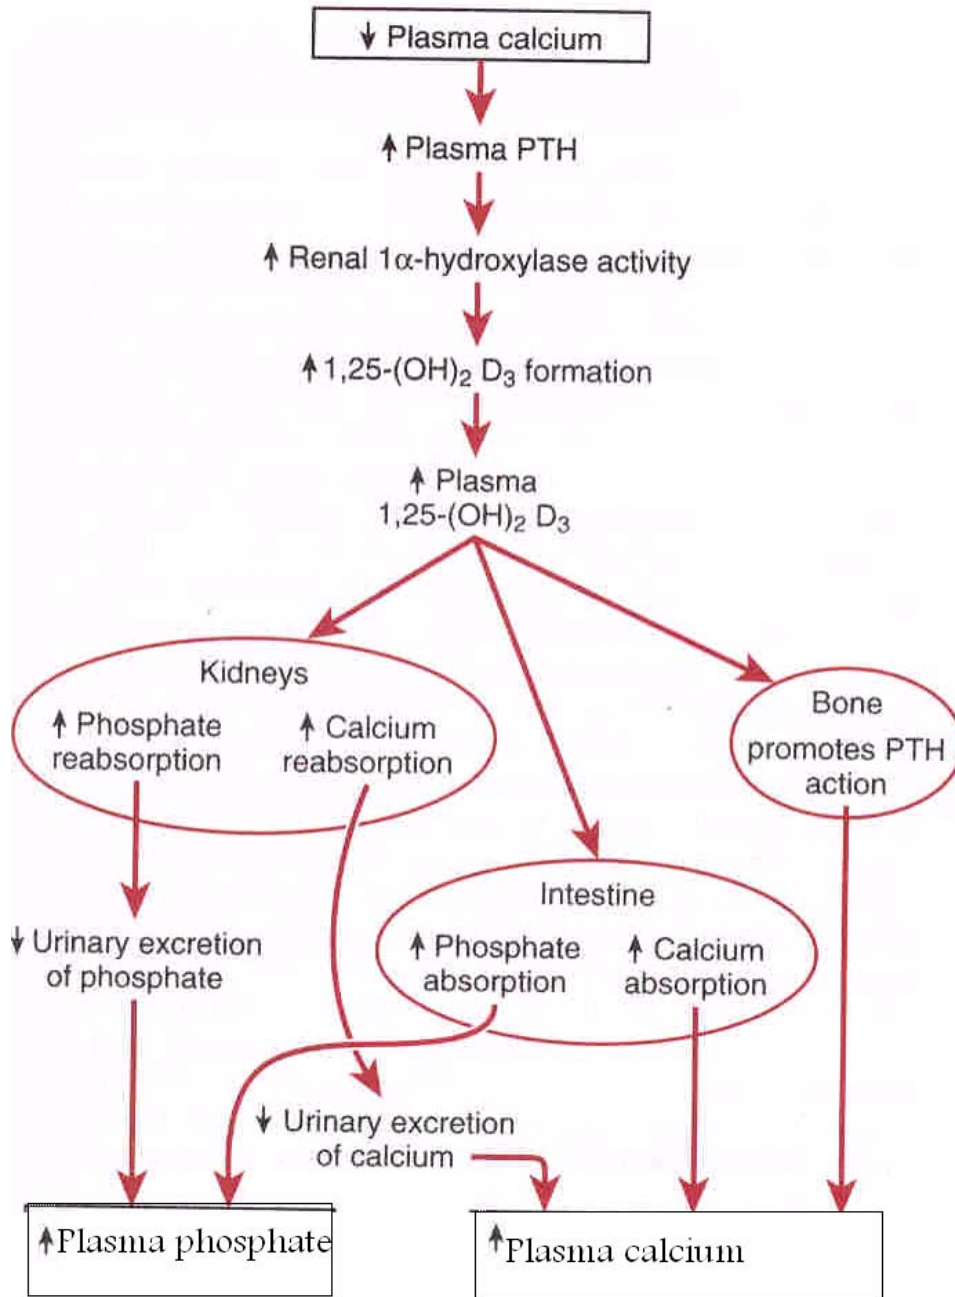 ↓ Plasma calcium
↑ Plasma PTH
↑ Renal 1α-hydroxylase activity
↑ 1,25-(OH)₂ D₃ formation
↑ Plasma
1,25-(OH)₂ D₃
Kidneys
↑ Phosphate
reabsorption
↑ Calcium
reabsorption
Bone
promotes PTH
action
Intestine
↑ Phosphate
absorption
↑ Calcium
absorption
↓ Urinary excretion
of phosphate
↓ Urinary excretion
of calcium
↑Plasma phosphate
↑Plasma calcium